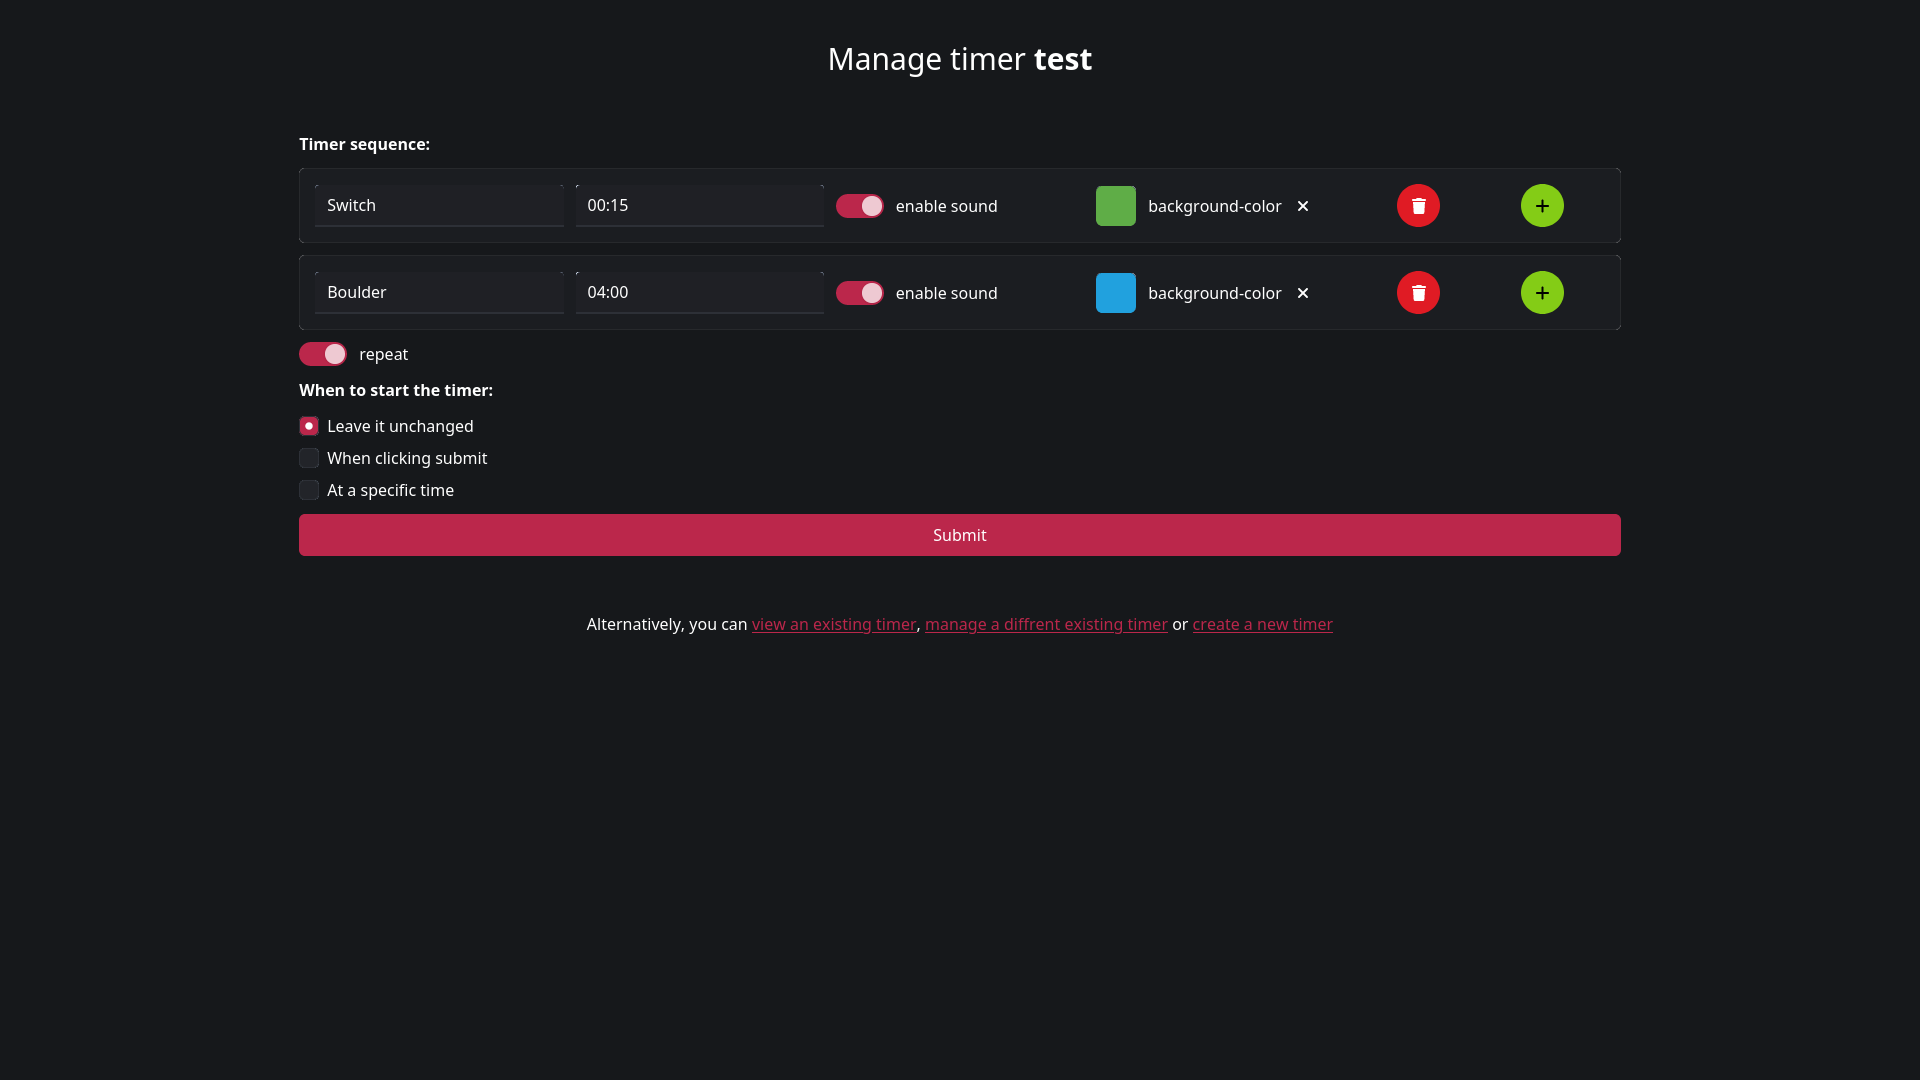 Manage timer test
Timer sequence:
Switch 00:15 enable sound background-color ✕
Boulder 04:00 enable sound background-color ✕
repeat
When to start the timer:
Leave it unchanged
When clicking submit
At a specific time
Submit
Alternatively, you can view an existing timer, manage a diffrent existing timer or create a new timer